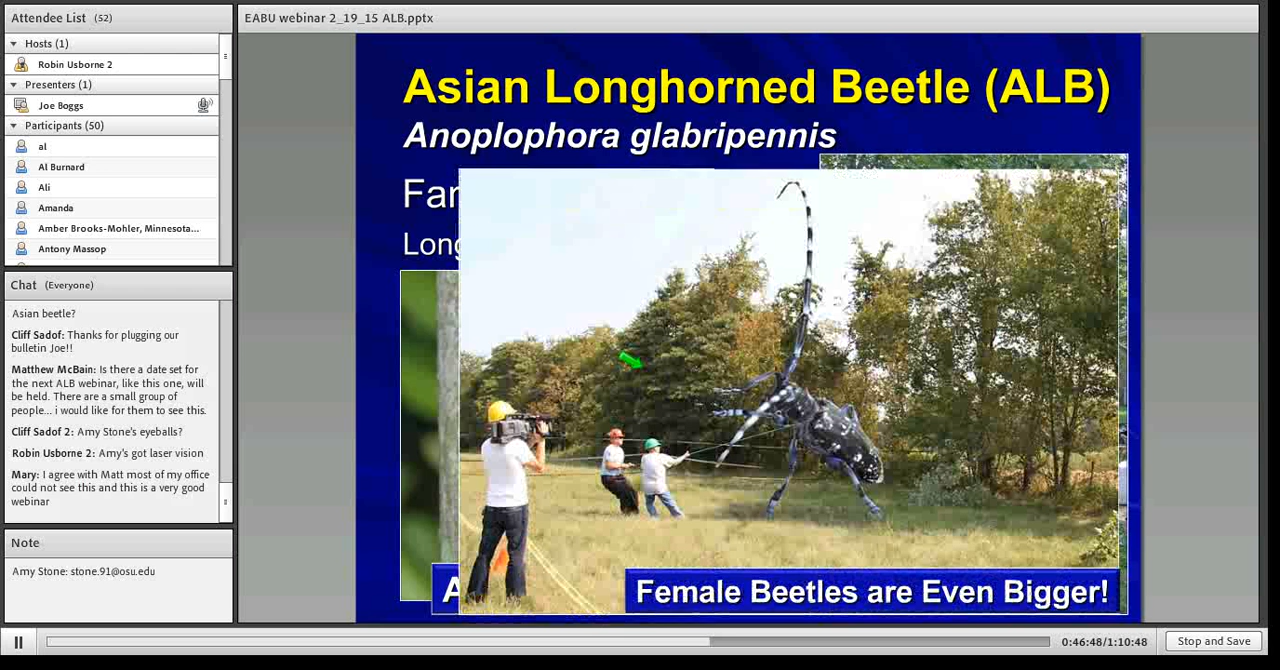 Attendee List (52)
Hosts (1)
Robin Usborne 2
Presenters (1)
Joe Boggs
Participants (50)
al
Al Burnard
Ali
Amanda
Amber Brooks-Mohler, Minnesota...
Antony Massop
Chat (Everyone)
Asian beetle?
Cliff Sadof: Thanks for plugging our
bulletin Joe!!
Matthew McBain: Is there a date set for
the next ALB webinar, like this one, will
be held. There are a small group of
people... i would like for them to see this.
Cliff Sadof 2: Amy Stone's eyeballs?
Robin Usborne 2: Amy's got laser vision
Mary: I agree with Matt most of my office
could not see this and this is a very good
webinar
Note
Amy Stone: stone.91@osu.edu
EABU webinar 2_19_15 ALB.pptx
Asian Longhorned Beetle (ALB)
Anoplophora glabripennis
Fa
Long
A
Female Beetles are Even Bigger!
0:46:48/1:10:48
Stop and Save